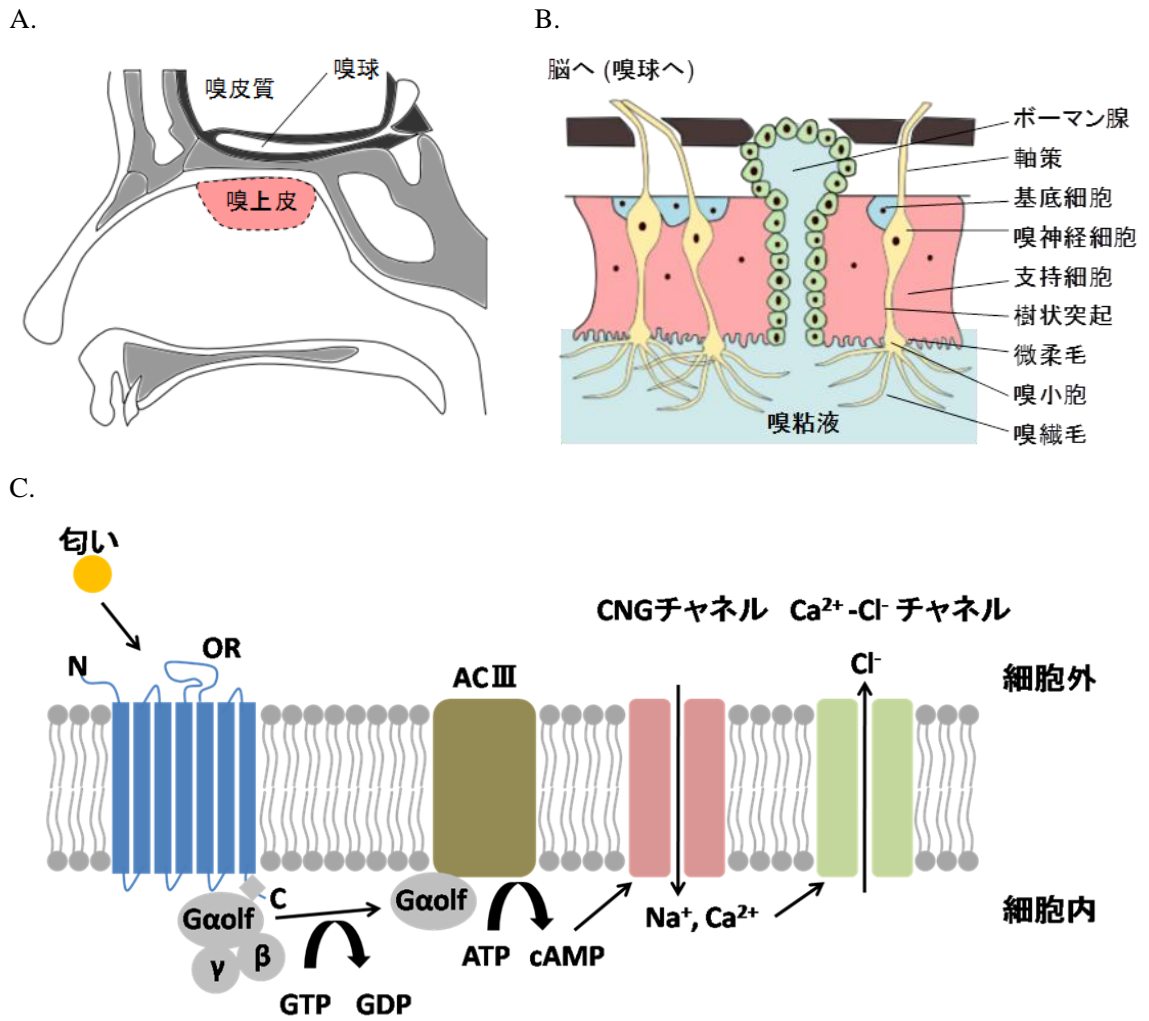 A.
嗅皮質
嗅球
嗅上皮
B.
脳へ (嗅球へ)
ボーマン腺
軸策
基底細胞
嗅神経細胞
支持細胞
樹状突起
微柔毛
嗅小胞
嗅繊毛
嗅粘液
C.
匂い
N
OR
ACⅢ
CNGチャネル
Ca²⁺ -Cl⁻ チャネル
Cl⁻
細胞外
細胞内
C
Gαolf
γ
β
GTP
GDP
Gαolf
ATP
cAMP
Na⁺, Ca²⁺